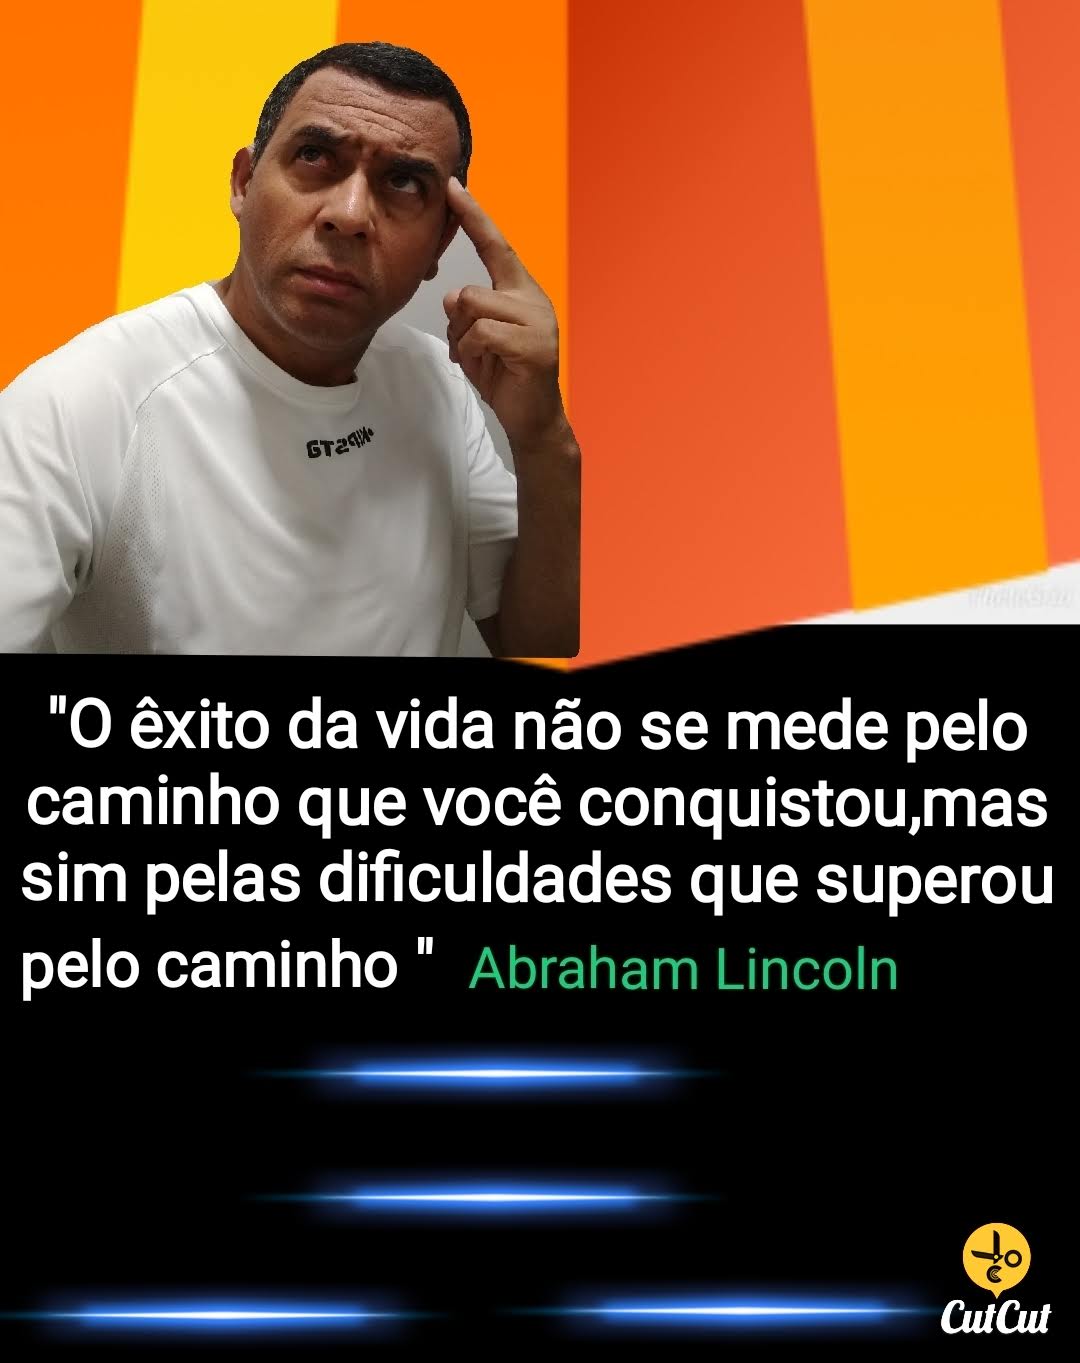 "O êxito da vida não se mede pelo
caminho que você conquistou,mas
sim pelas dificuldades que superou
pelo caminho " Abraham Lincoln
CutCut